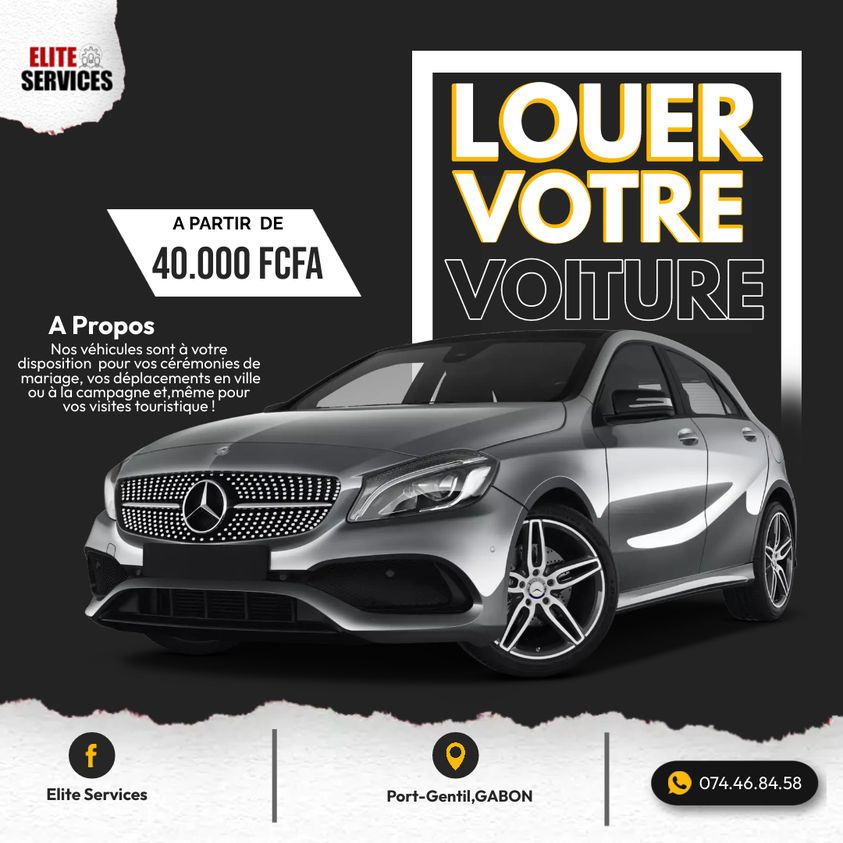 ELITE
SERVICES
LOUER
VOTRE
VOITURE
A PARTIR DE
40.000 FCFA
A Propos
Nos véhicules sont à votre
disposition pour vos cérémonies de
mariage, vos déplacements en ville
ou à la campagne et,même pour
vos visites touristique !
Elite Services
Port-Gentil,GABON
074.46.84.58